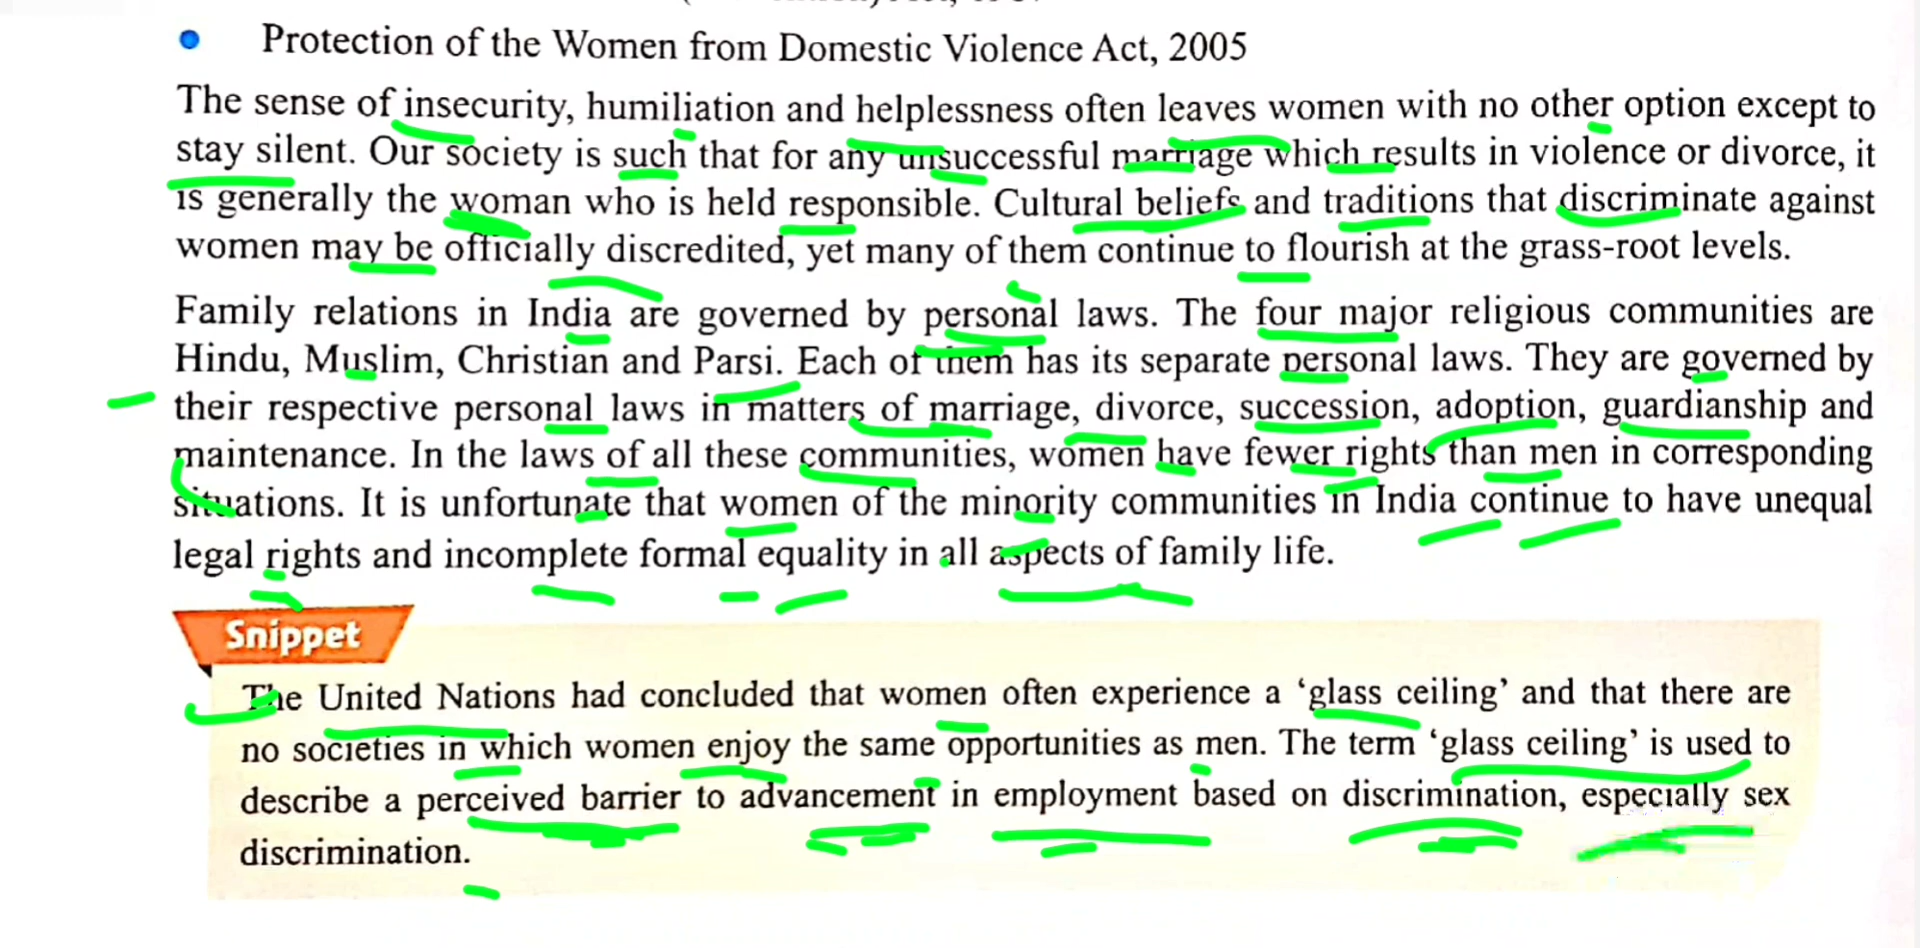 • Protection of the Women from Domestic Violence Act, 2005
The sense of insecurity, humiliation and helplessness often leaves women with no other option except to
stay silent. Our society is such that for any unsuccessful marriage which results in violence or divorce, it
is generally the woman who is held responsible. Cultural beliefs and traditions that discriminate against
women may be officially discredited, yet many of them continue to flourish at the grass-root levels.
Family relations in India are governed by personal laws. The four major religious communities are
Hindu, Muslim, Christian and Parsi. Each of them has its separate personal laws. They are governed by
their respective personal laws in matters of marriage, divorce, succession, adoption, guardianship and
maintenance. In the laws of all these communities, women have fewer rights than men in corresponding
situations. It is unfortunate that women of the minority communities in India continue to have unequal
legal rights and incomplete formal equality in all aspects of family life.
Snippet
The United Nations had concluded that women often experience a ‘glass ceiling’ and that there are
no societies in which women enjoy the same opportunities as men. The term ‘glass ceiling’ is used to
describe a perceived barrier to advancement in employment based on discrimination, especially sex
discrimination.